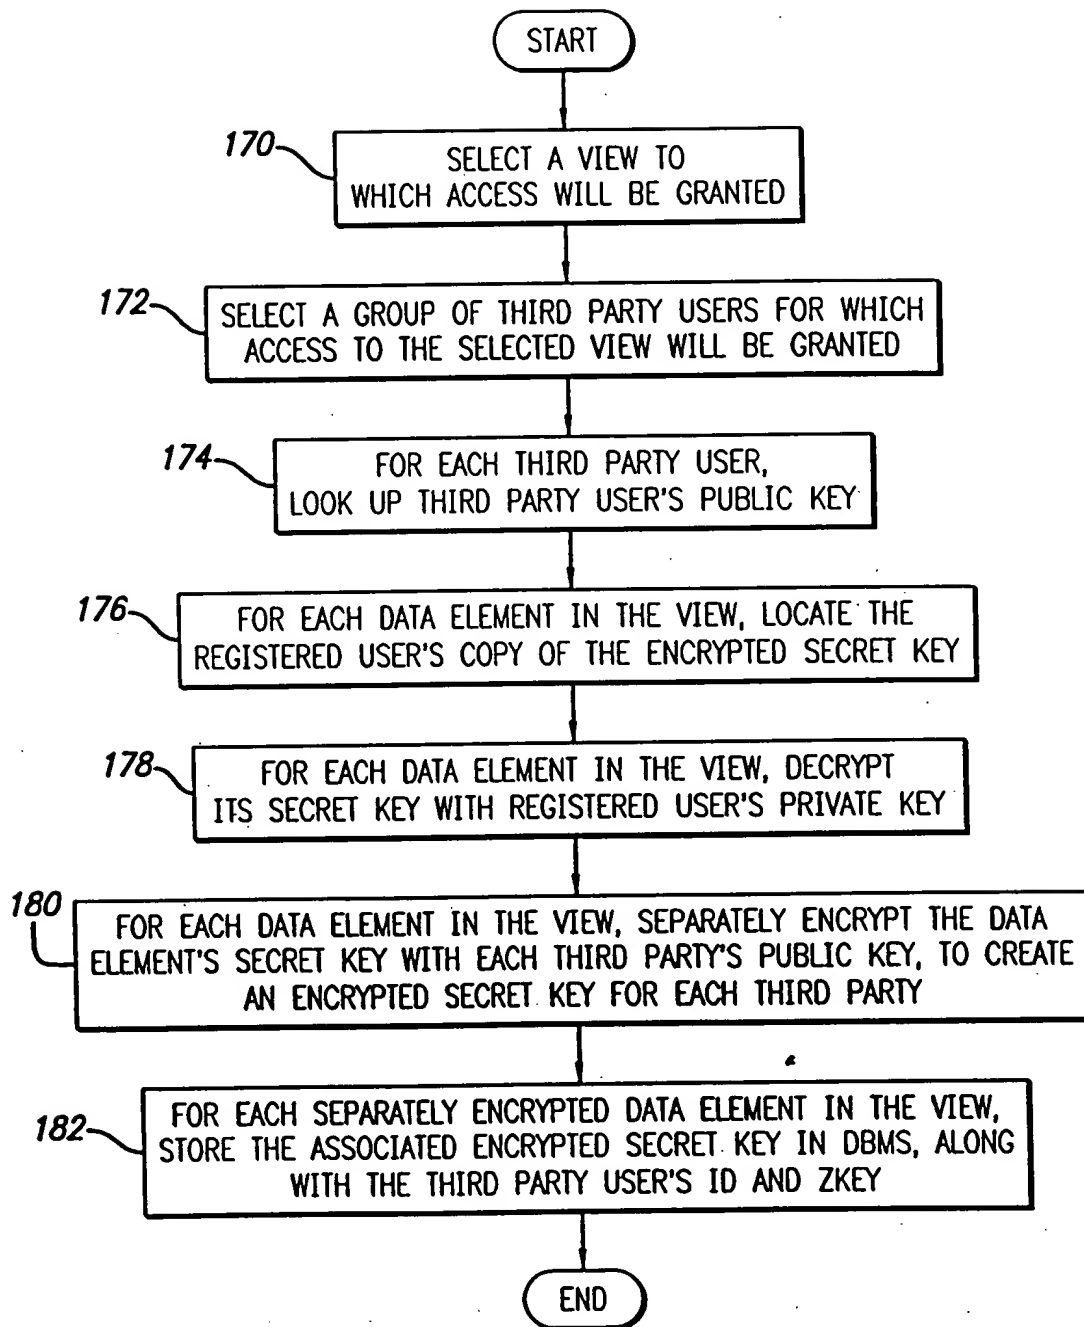 START
170
SELECT A VIEW TO
WHICH ACCESS WILL BE GRANTED
172
SELECT A GROUP OF THIRD PARTY USERS FOR WHICH
ACCESS TO THE SELECTED VIEW WILL BE GRANTED
174
FOR EACH THIRD PARTY USER,
LOOK UP THIRD PARTY USER'S PUBLIC KEY
176
FOR EACH DATA ELEMENT IN THE VIEW, LOCATE THE
REGISTERED USER'S COPY OF THE ENCRYPTED SECRET KEY
178
FOR EACH DATA ELEMENT IN THE VIEW, DECRYPT
ITS SECRET KEY WITH REGISTERED USER'S PRIVATE KEY
180
FOR EACH DATA ELEMENT IN THE VIEW, SEPARATELY ENCRYPT THE DATA
ELEMENT'S SECRET KEY WITH EACH THIRD PARTY'S PUBLIC KEY, TO CREATE
AN ENCRYPTED SECRET KEY FOR EACH THIRD PARTY
182
FOR EACH SEPARATELY ENCRYPTED DATA ELEMENT IN THE VIEW,
STORE THE ASSOCIATED ENCRYPTED SECRET KEY IN DBMS, ALONG
WITH THE THIRD PARTY USER'S ID AND ZKEY
END